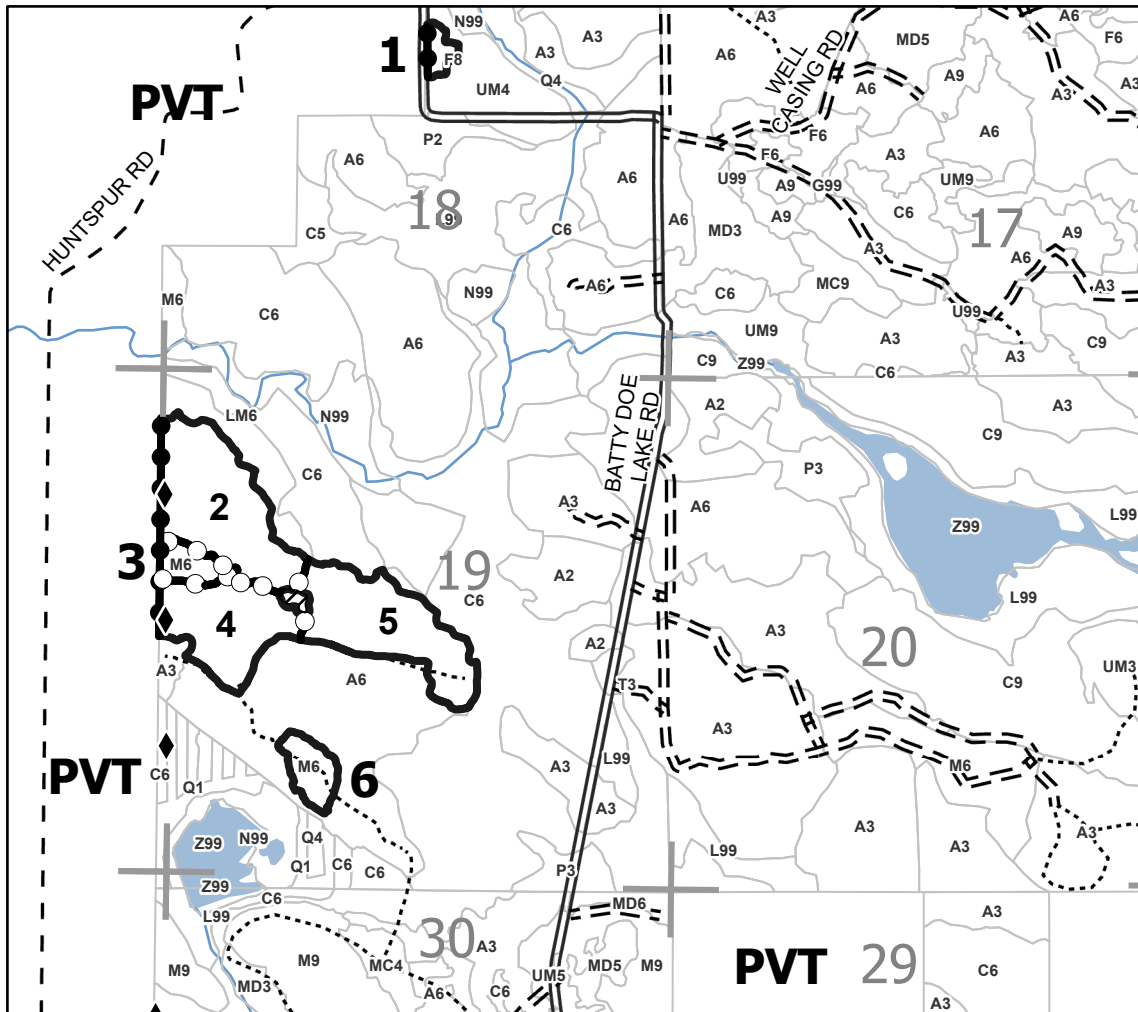 N99
A3
A3
A6
MD5
A6
F6
1
F8
A3
Q4
A9
A3
PVT
UM4
WELL
CASING RD
A6
A3
P2
F6
A6
HUNTSPUR RD
A6
A6
F6
A3
U99
A9
G99
UM9
18
C6
A9
C6
17
A9
C5
A6
MD3
A3
A6
M6
N99
A6
C6
MC9
A3
C6
U99
A6
UM9
A3
A3
C9
C9
Z99
C6
LM6
N99
BATTY DOE
LAKE RD
A2
A3
C9
C6
P3
2
A3
A6
Z99
L99
3
M6
19
A2
C6
L99
4
5
A3
20
A2
A3
A6
T3
C9
UM3
A3
PVT
C6
M6
6
A3
L99
M6
Q1
A3
Z99
N99
Q4
A3
A3
A3
Q1
C6
C6
P3
L99
Z99
C6
L99
MD6
30
A3
A3
M9
M9
MC4
MD5
M9
PVT
29
C6
MD3
A6
C6
UM5
A3